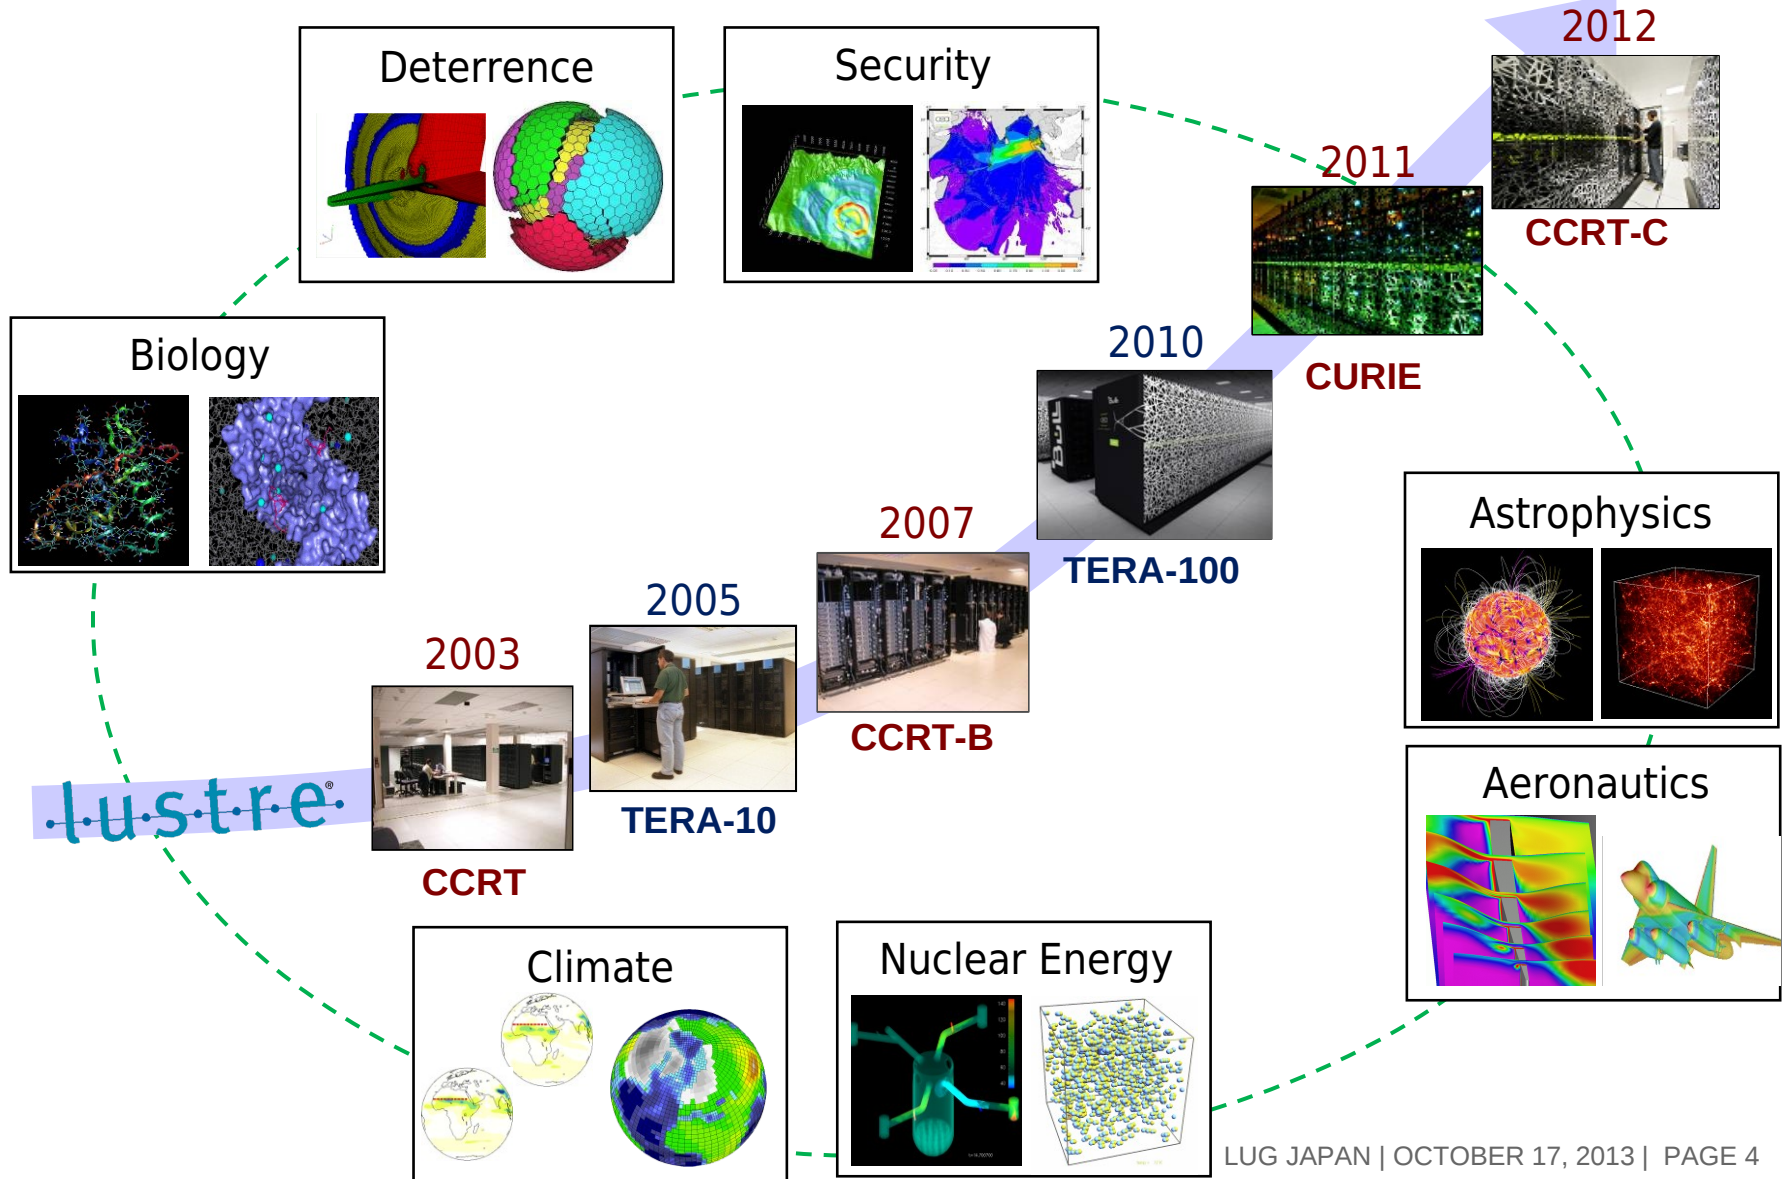 2012
Deterrence
Security
2011
CCRT-C
2010
Biology
CURIE
Bull
2007
Astrophysics
TERA-100
2005
2003
CCRT-B
Aeronautics
lustre®
TERA-10
CCRT
Climate
Nuclear Energy
LUG JAPAN | OCTOBER 17, 2013 | PAGE 4